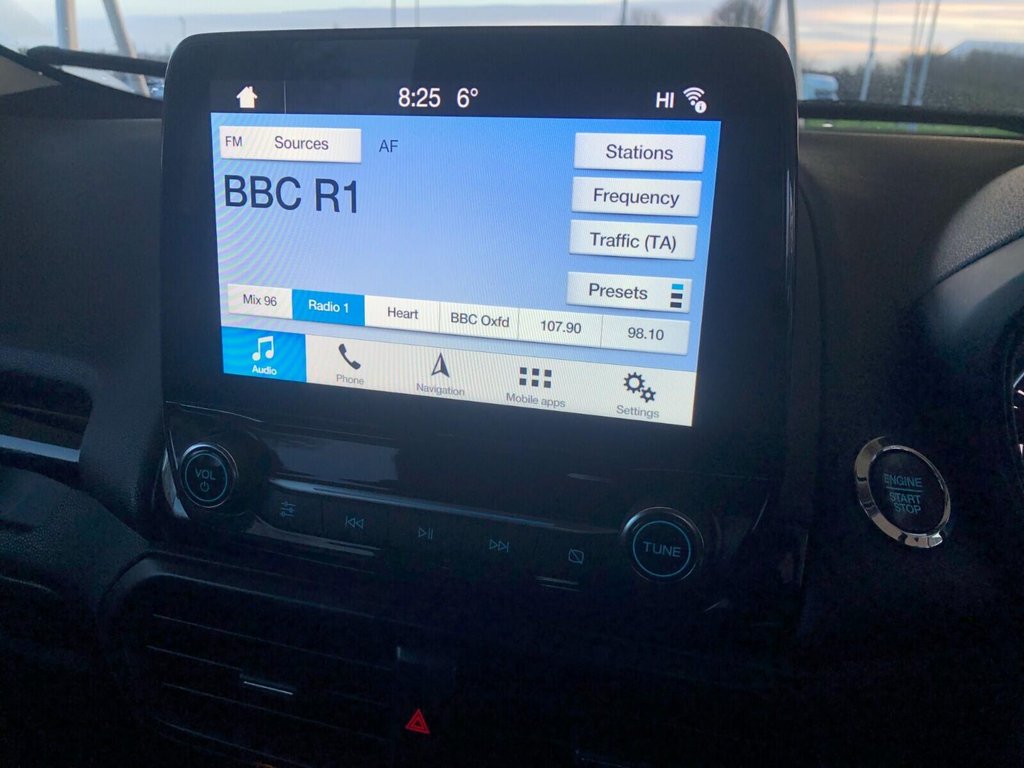 8:25 6° HI
FM Sources AF
Stations
BBC R1
Frequency
Traffic (TA)
Presets
Mix 96 Radio 1 Heart BBC Oxfd 107.90 98.10
Audio Phone Navigation Mobile apps Settings
VOL
TUNE
ENGINE
START
STOP